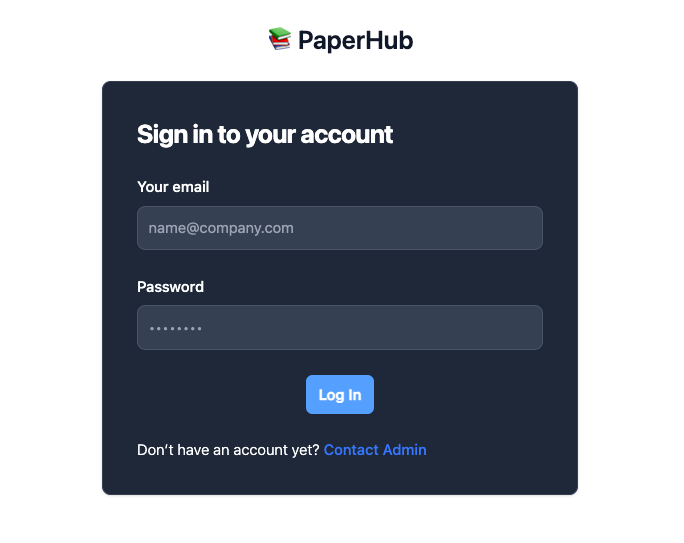 PaperHub
Sign in to your account
Your email
name@company.com
Password
••••••••
Log In
Don’t have an account yet? Contact Admin